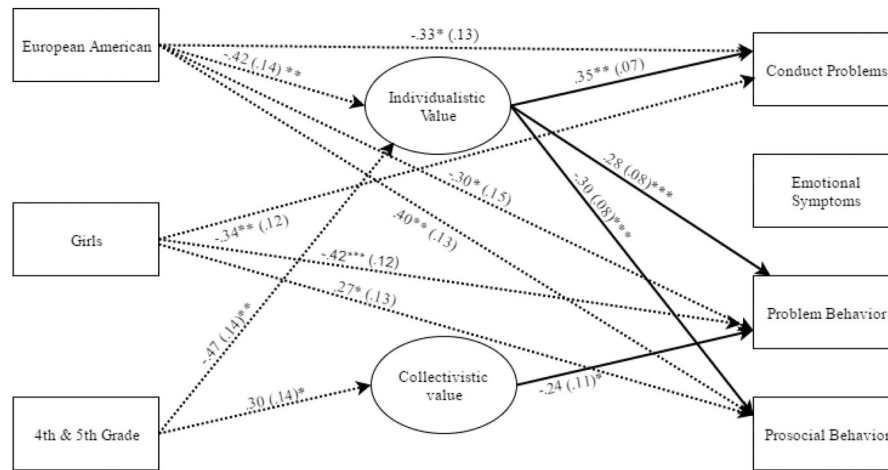 European American
-.33* (.13)
-.42 (.14) **
.35** (.07)
Conduct Problems
Individualistic
Value
.28 (.08)***
-.30 (.08)***
-.30* (.15)
.40** (.13)
Emotional
Symptoms
Girls
-.34** (.12)
-.42*** (.12)
.27* (.13)
Problem Behavior
-.47 (.14)**
Collectivistic
value
-.24 (.11)*
.30 (.14)*
4th & 5th Grade
Prosocial Behavior